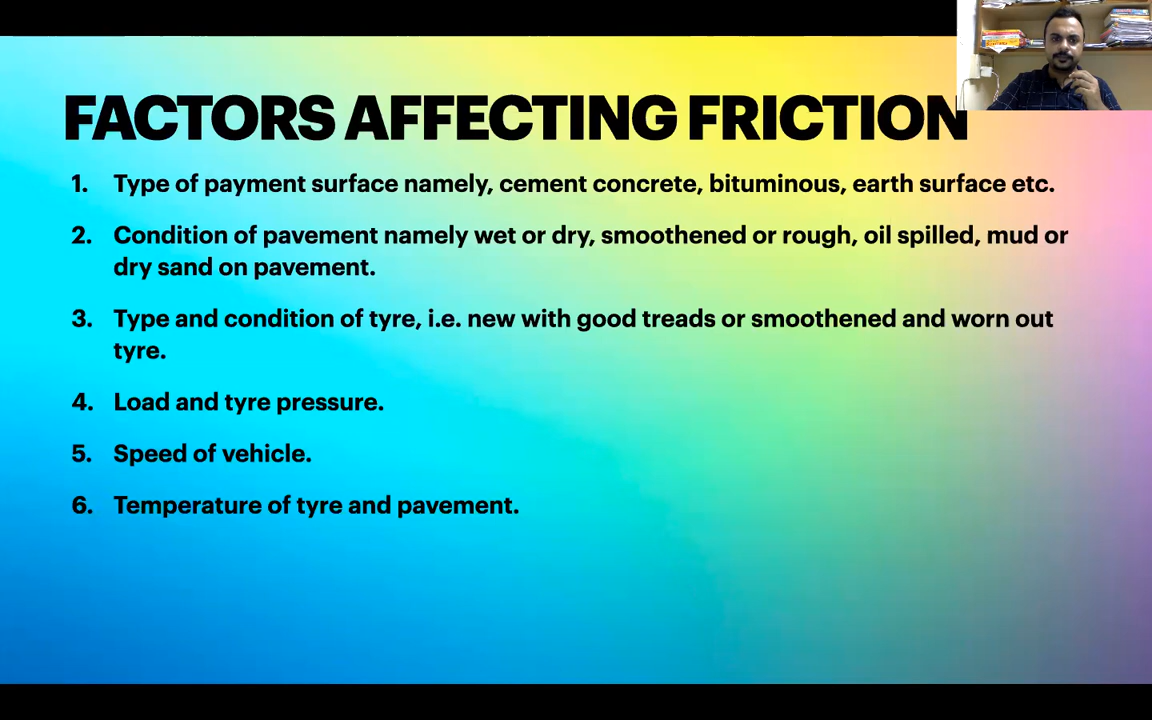 FACTORS AFFECTING FRICTION
1. Type of payment surface namely, cement concrete, bituminous, earth surface etc.
2. Condition of pavement namely wet or dry, smoothened or rough, oil spilled, mud or
dry sand on pavement.
3. Type and condition of tyre, i.e. new with good treads or smoothened and worn out
tyre.
4. Load and tyre pressure.
5. Speed of vehicle.
6. Temperature of tyre and pavement.